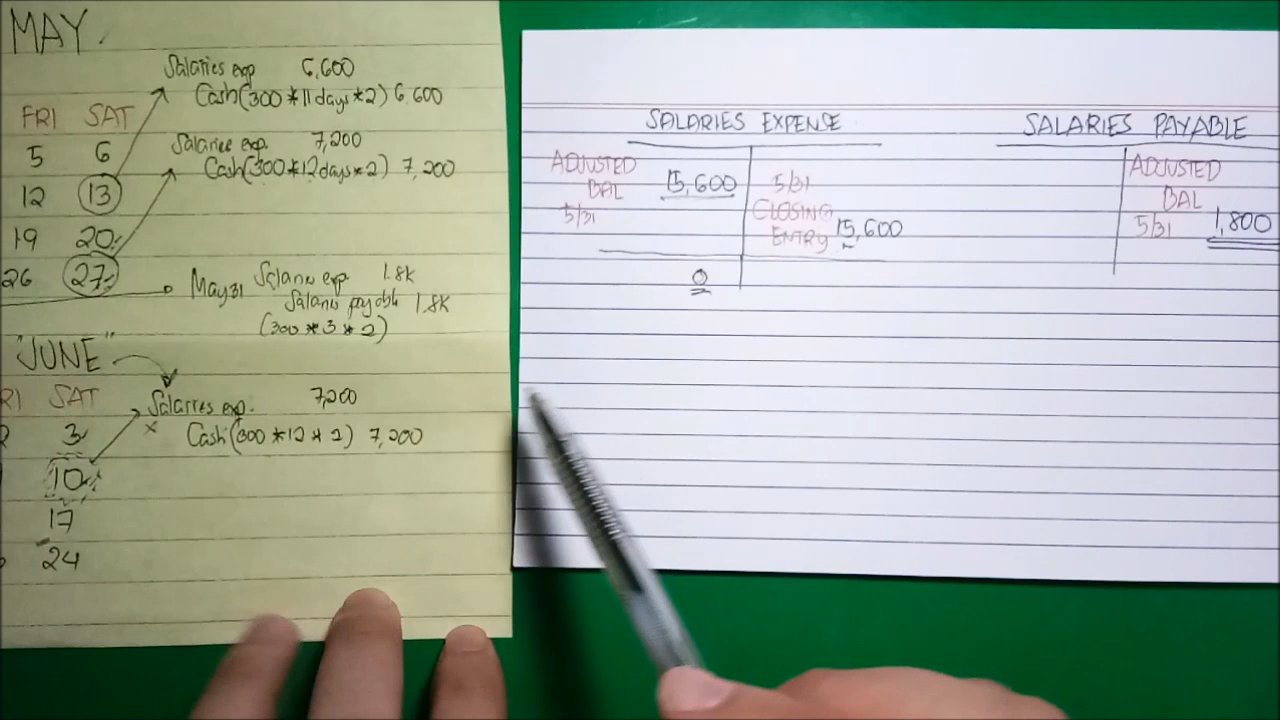 MAY
Salaries exp 6,600
Cash (300 * 11 days * 2) 6,600
FRI SAT
5 6
12 13
19 20
26 27
Salaries exp. 7,200
Cash (300 * 12 days * 2) 7,200
May 31 Salaries exp 1.8K
Salaries payable 1.8K
(300 * 3 * 2)
"JUNE"
RI SAT
3
10
17
24
Salaries exp. 7,200
Cash (300 * 12 * 2) 7,200
SALARIES EXPENSE
ADJUSTED
BAL 15,600
5/31
5/31
CLOSING
ENTRY 15,600
0
SALARIES PAYABLE
ADJUSTED
BAL
5/31 1,800